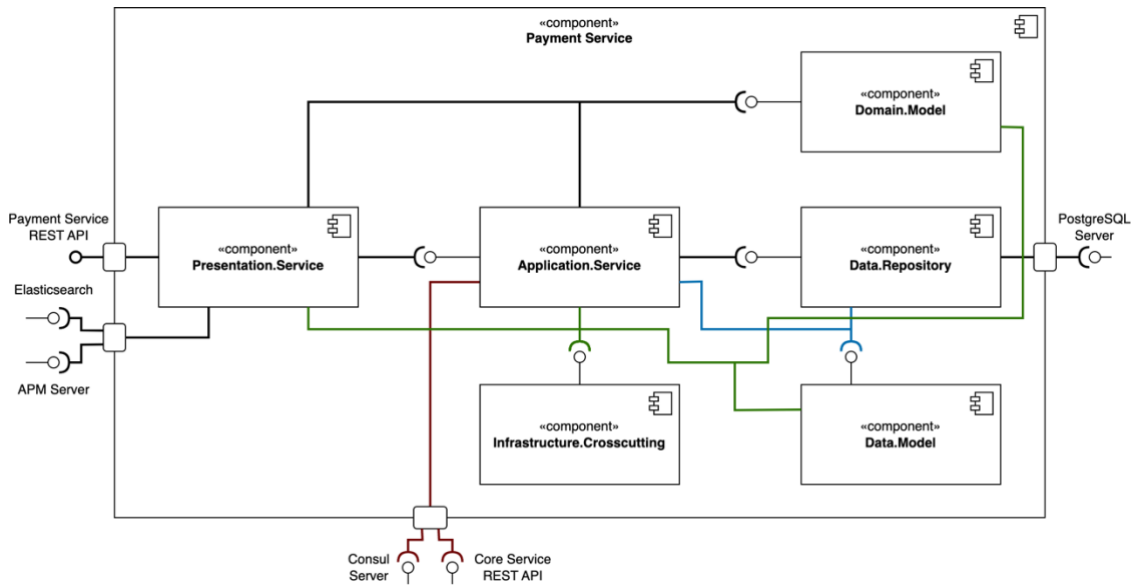 «component»
Payment Service
«component»
Domain.Model
Payment Service
REST API
«component»
Presentation.Service
«component»
Application.Service
«component»
Data.Repository
PostgreSQL
Server
Elasticsearch
APM Server
«component»
Infrastructure.Crosscutting
«component»
Data.Model
Consul
Server
Core Service
REST API